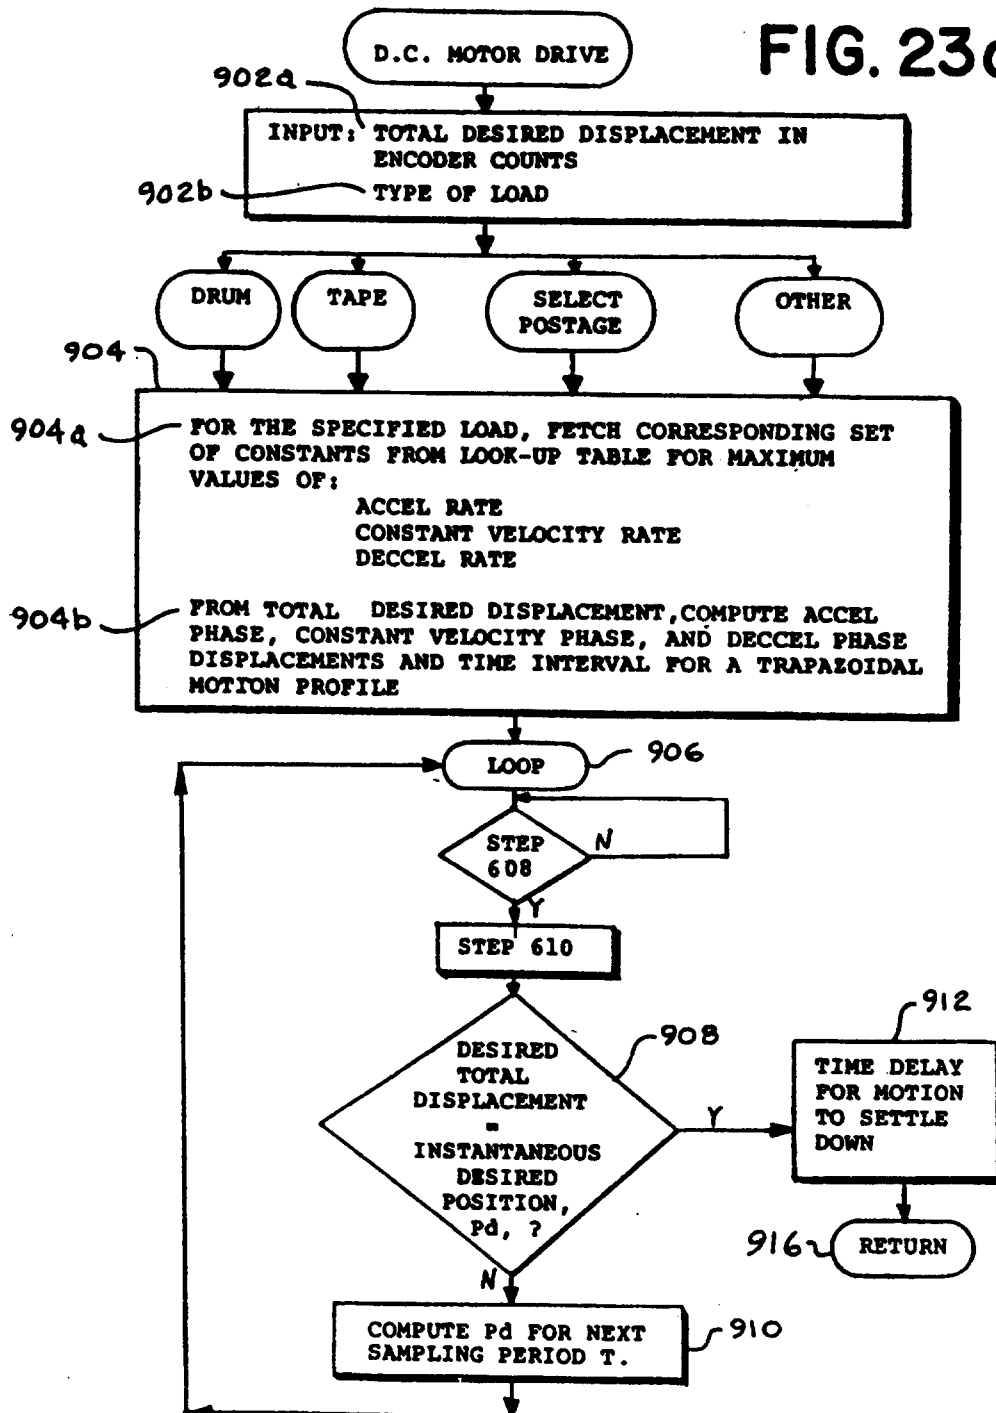 FIG. 23
D.C. MOTOR DRIVE
902a
INPUT: TOTAL DESIRED DISPLACEMENT IN
ENCODER COUNTS
902b
TYPE OF LOAD
DRUM
TAPE
SELECT
POSTAGE
OTHER
904
904a
FOR THE SPECIFIED LOAD, FETCH CORRESPONDING SET
OF CONSTANTS FROM LOOK-UP TABLE FOR MAXIMUM
VALUES OF:
ACCEL RATE
CONSTANT VELOCITY RATE
DECCEL RATE
904b
FROM TOTAL DESIRED DISPLACEMENT, COMPUTE ACCEL
PHASE, CONSTANT VELOCITY PHASE, AND DECCEL PHASE
DISPLACEMENTS AND TIME INTERVAL FOR A TRAPAZOIDAL
MOTION PROFILE
LOOP
906
STEP
608
N
Y
STEP 610
908
DESIRED
TOTAL
DISPLACEMENT
=
INSTANTANEOUS
DESIRED
POSITION,
Pd, ?
Y
N
912
TIME DELAY
FOR MOTION
TO SETTLE
DOWN
916
RETURN
COMPUTE Pd FOR NEXT
SAMPLING PERIOD T.
910